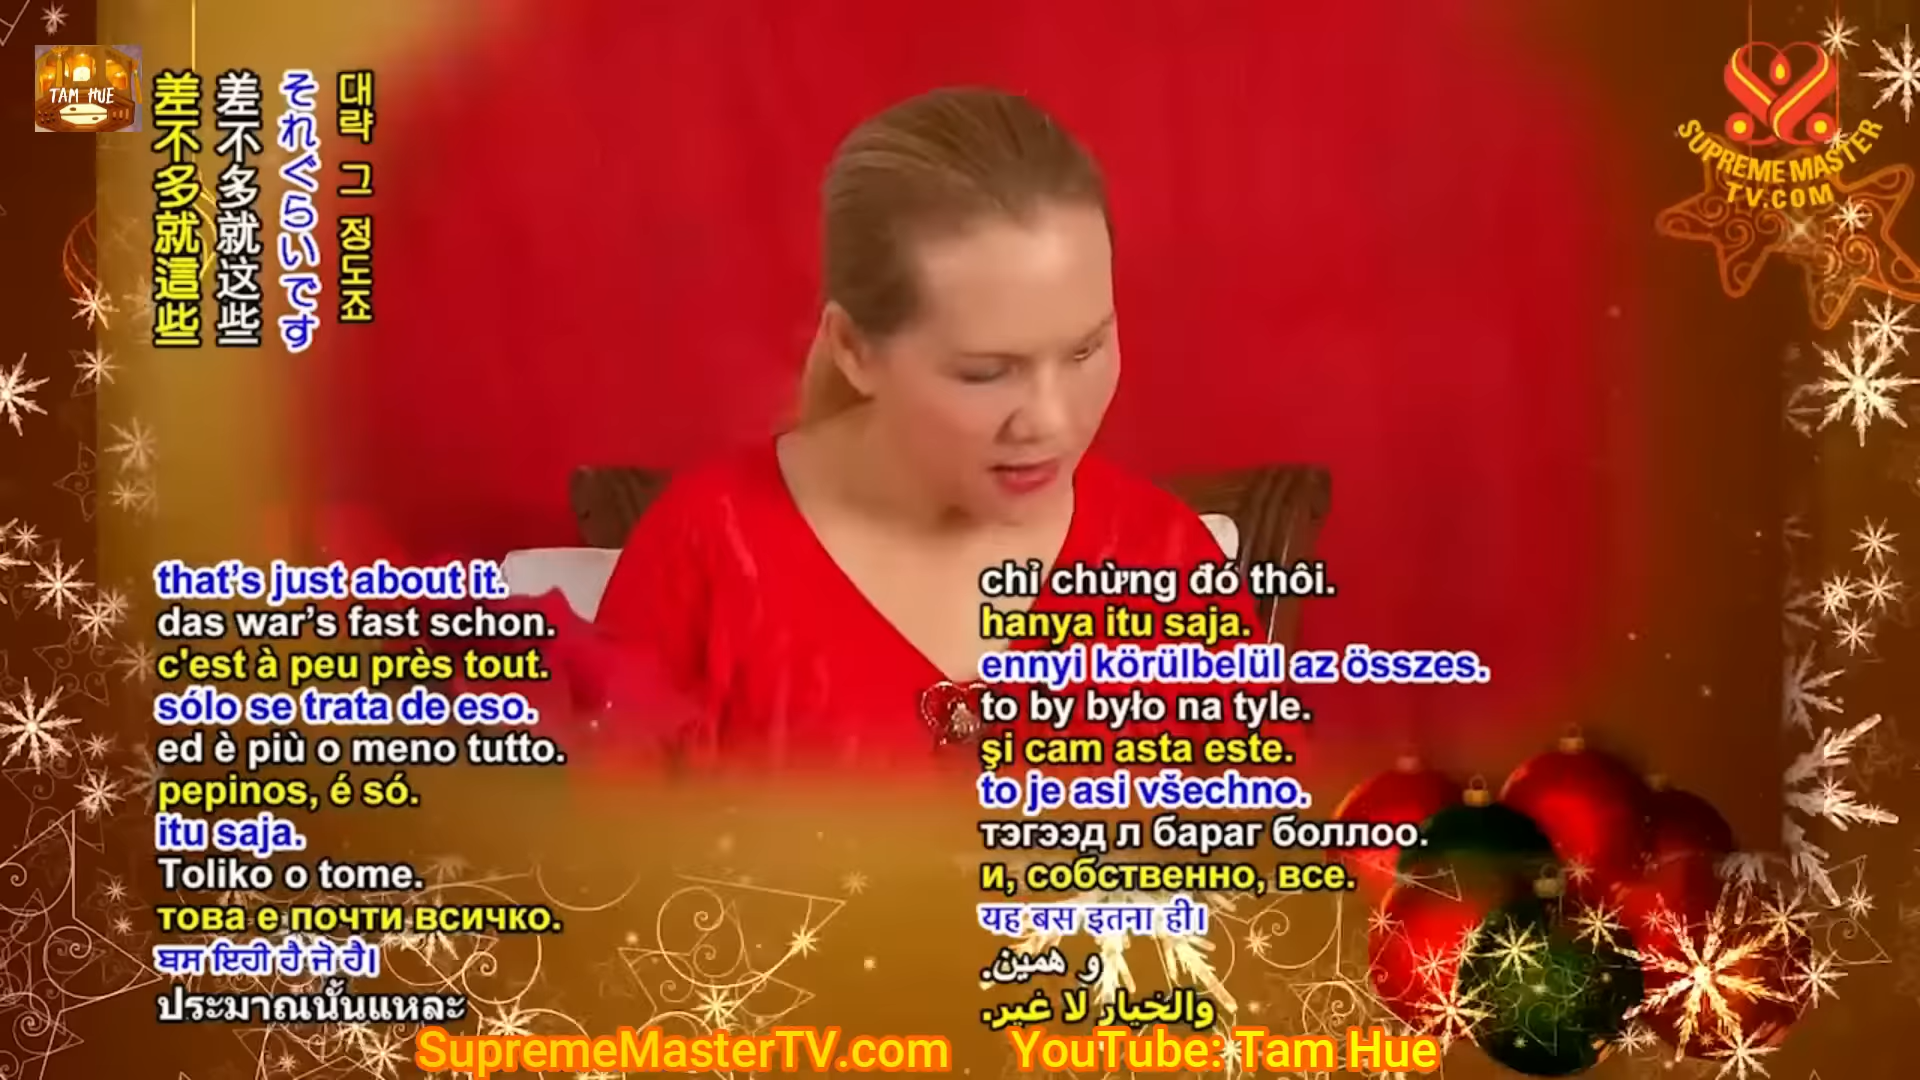 TAM HUE
差不多就這些
差不多就这些
それぐらいです
대략 그 정도죠
SUPREME MASTER
TV.COM
that's just about it.
das war's fast schon.
c'est à peu près tout.
sólo se trata de eso.
ed è più o meno tutto.
pepinos, é só.
itu saja.
Toliko o tome.
това е почти всичко.
ਬਸ ਇਹੀ ਹੈ ਜੋ ਹੈ।
ประมาณนั้นแหละ
chỉ chừng đó thôi.
hanya itu saja.
ennyi körülbelül az összes.
to by było na tyle.
şi cam asta este.
to je asi všechno.
тэгээд л бараг боллоо.
и, собственно, все.
यह बस इतना ही।
و همین.
والخيار لا غير.
SupremeMasterTV.com YouTube: Tam Hue